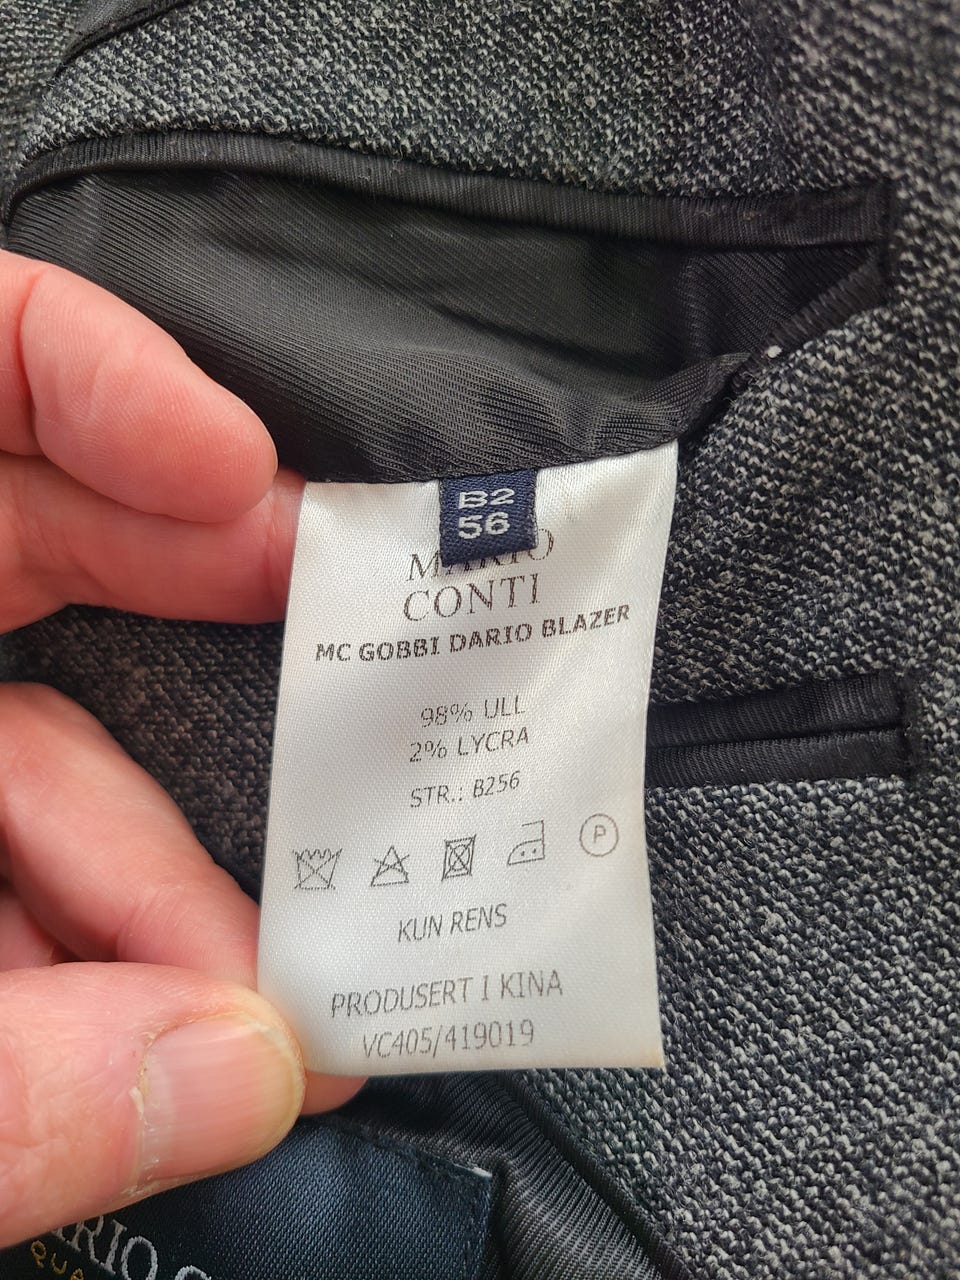 B2
56
MARIO
CONTI
MC GOBBI DARIO BLAZER
98% ULL
2% LYCRA
STR.: B256
P
KUN RENS
PRODUSERT I KINA
VC405/419019